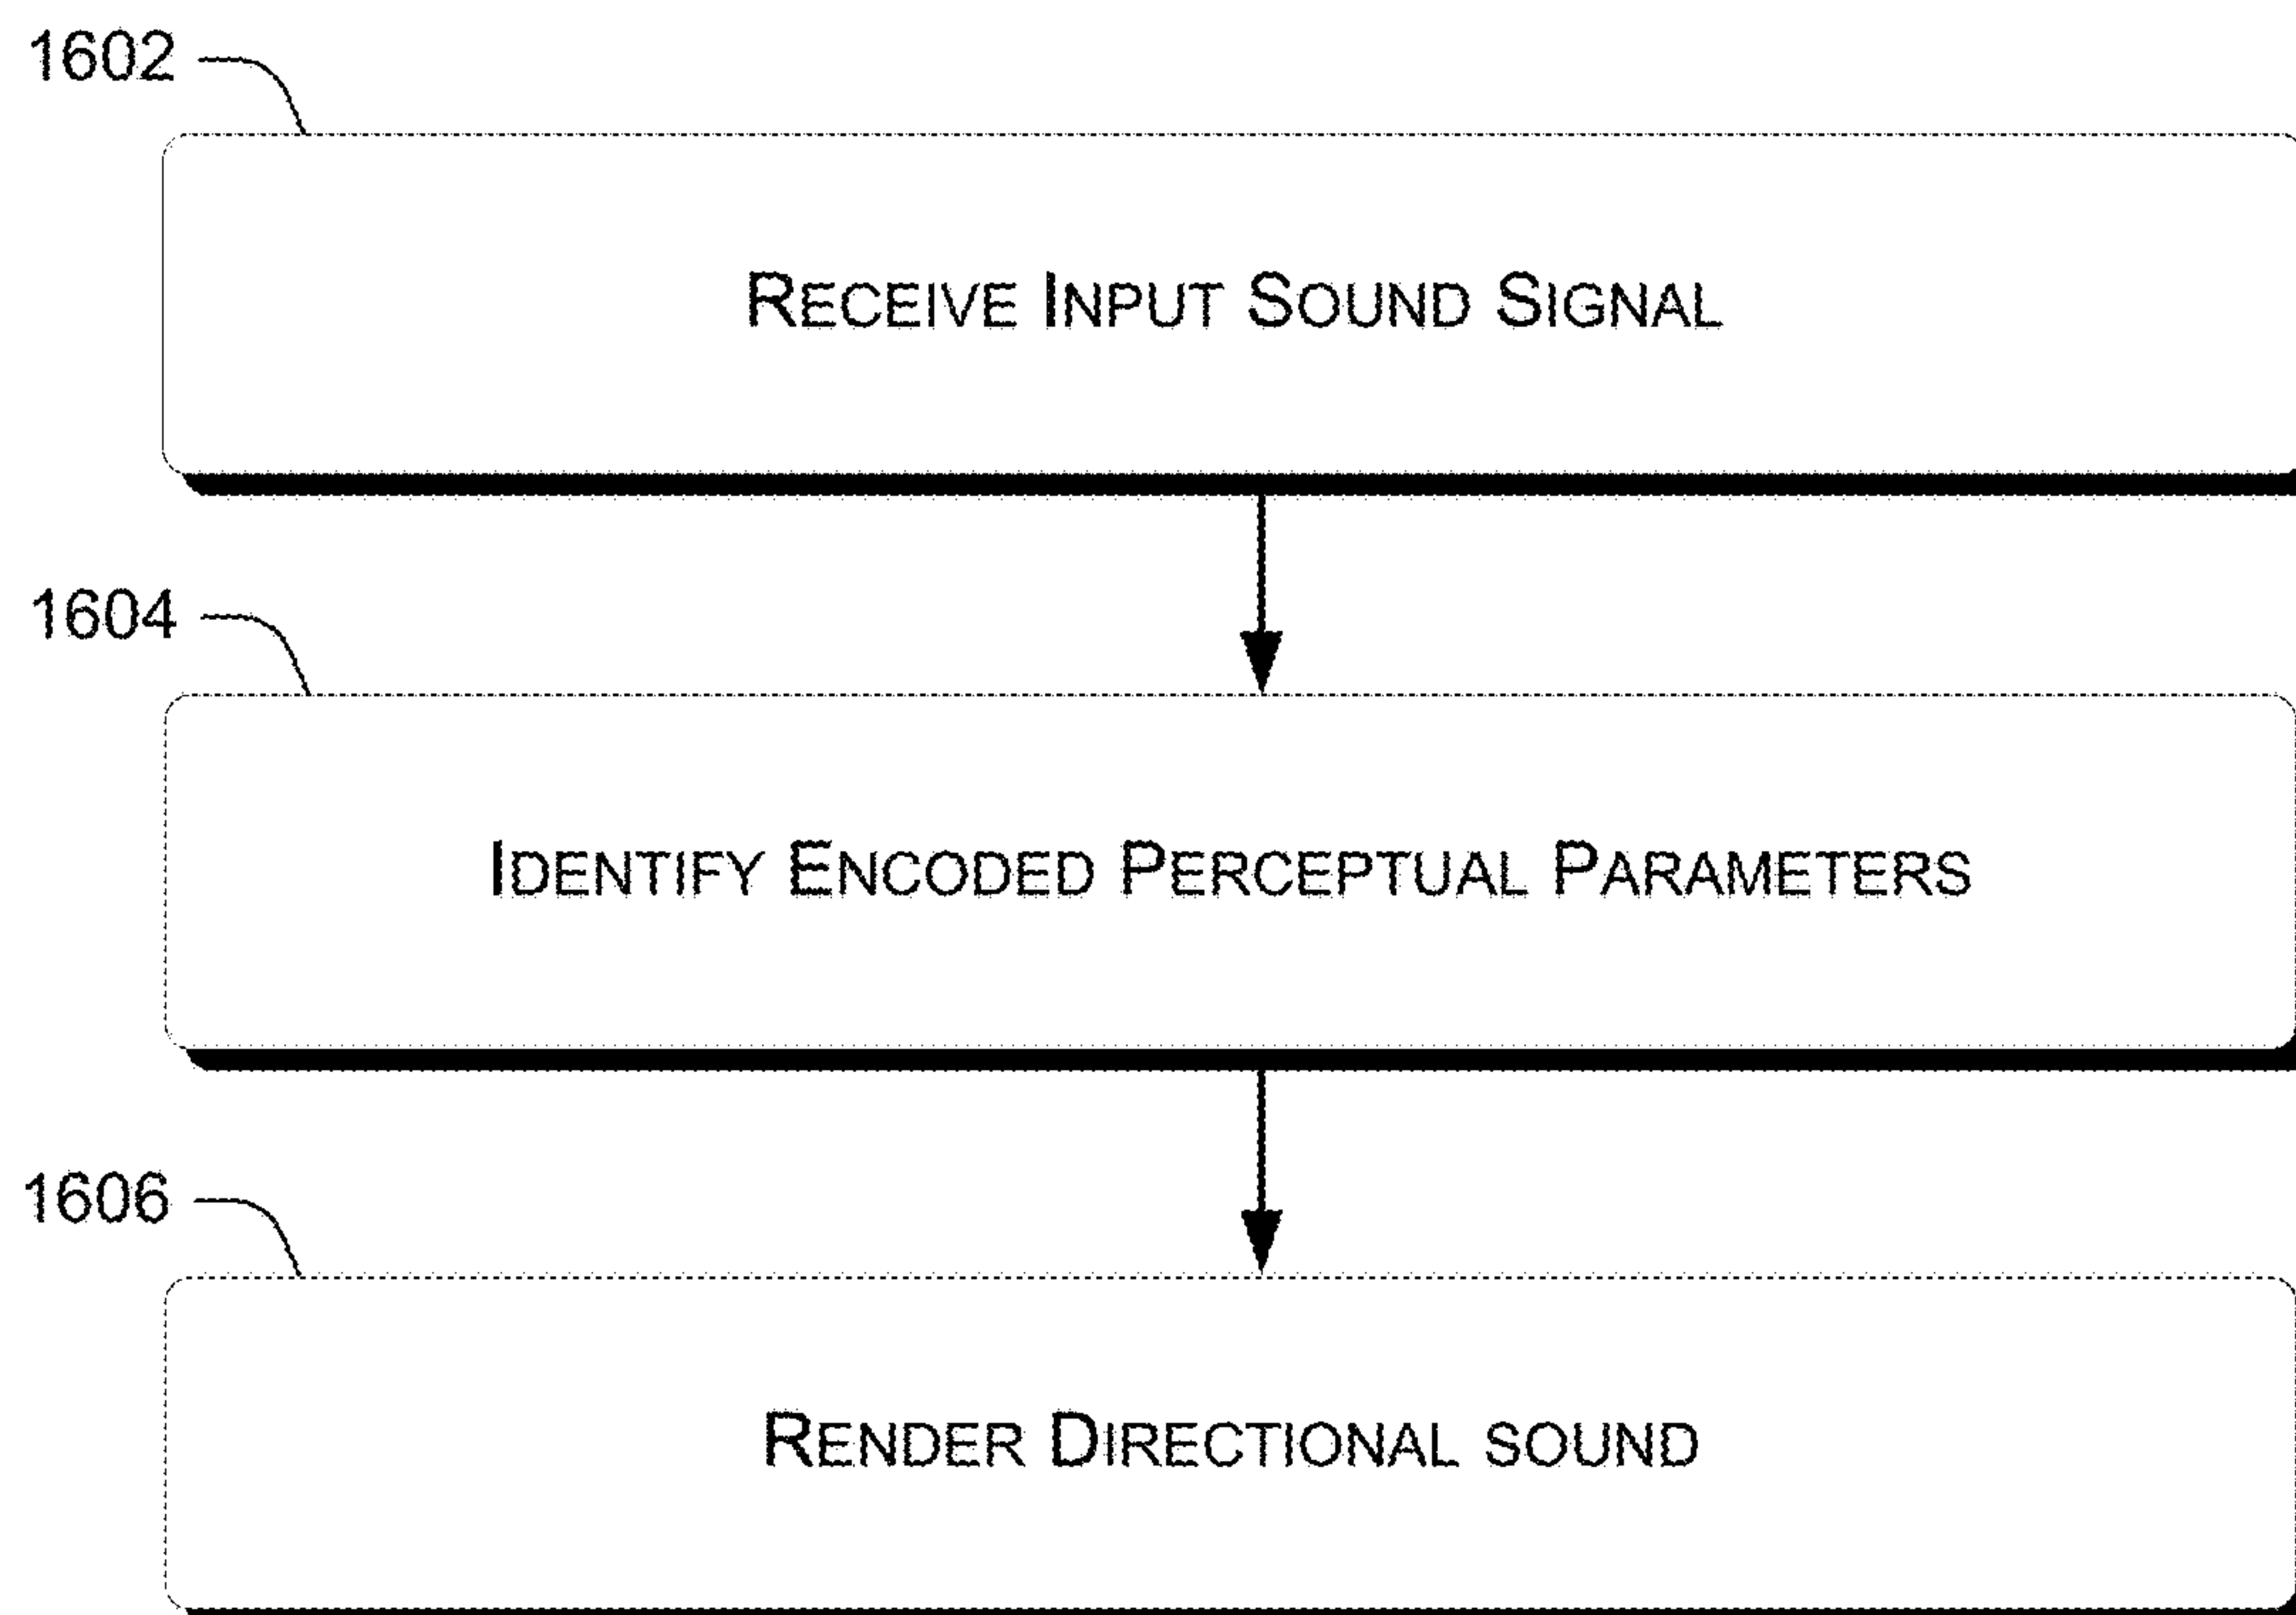 1602
RECEIVE INPUT SOUND SIGNAL
1604
IDENTIFY ENCODED PERCEPTUAL PARAMETERS
1606
RENDER DIRECTIONAL SOUND